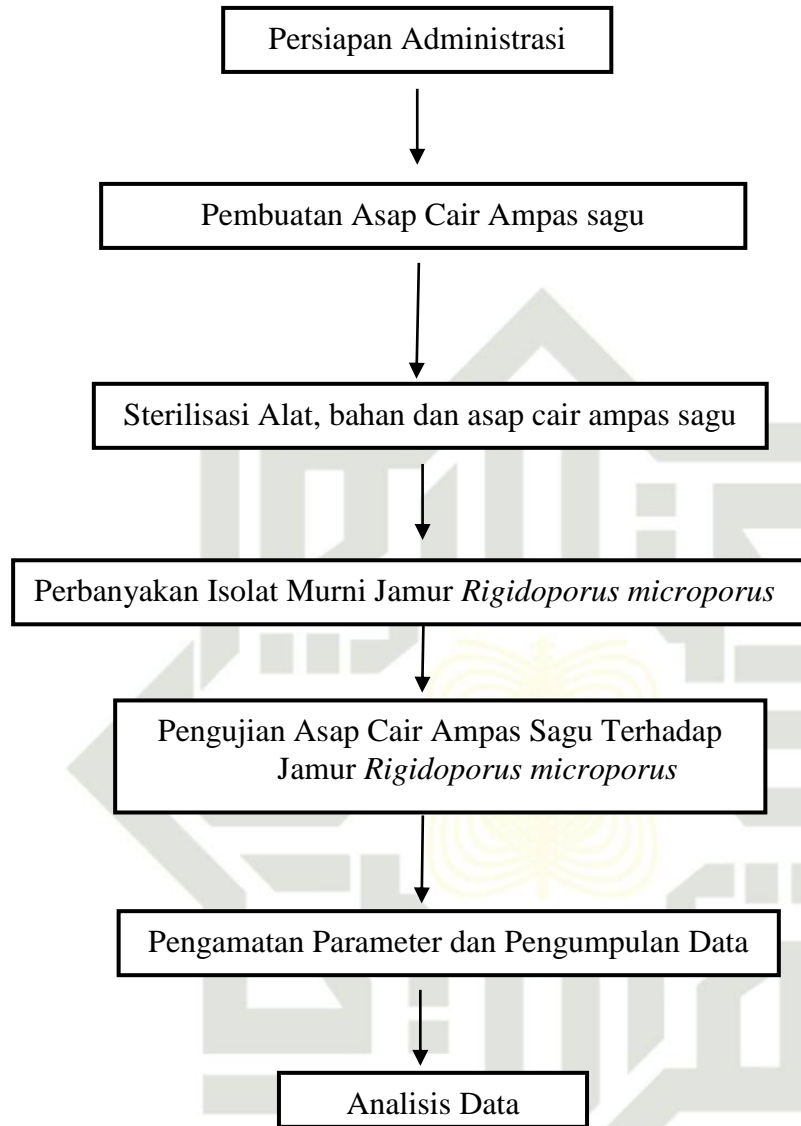 Persiapan Administrasi
Pembuatan Asap Cair Ampas sagu
Sterilisasi Alat, bahan dan asap cair ampas sagu
Perbanyakan Isolat Murni Jamur Rigidoporus microporus
Pengujian Asap Cair Ampas Sagu Terhadap
Jamur Rigidoporus microporus
Pengamatan Parameter dan Pengumpulan Data
Analisis Data